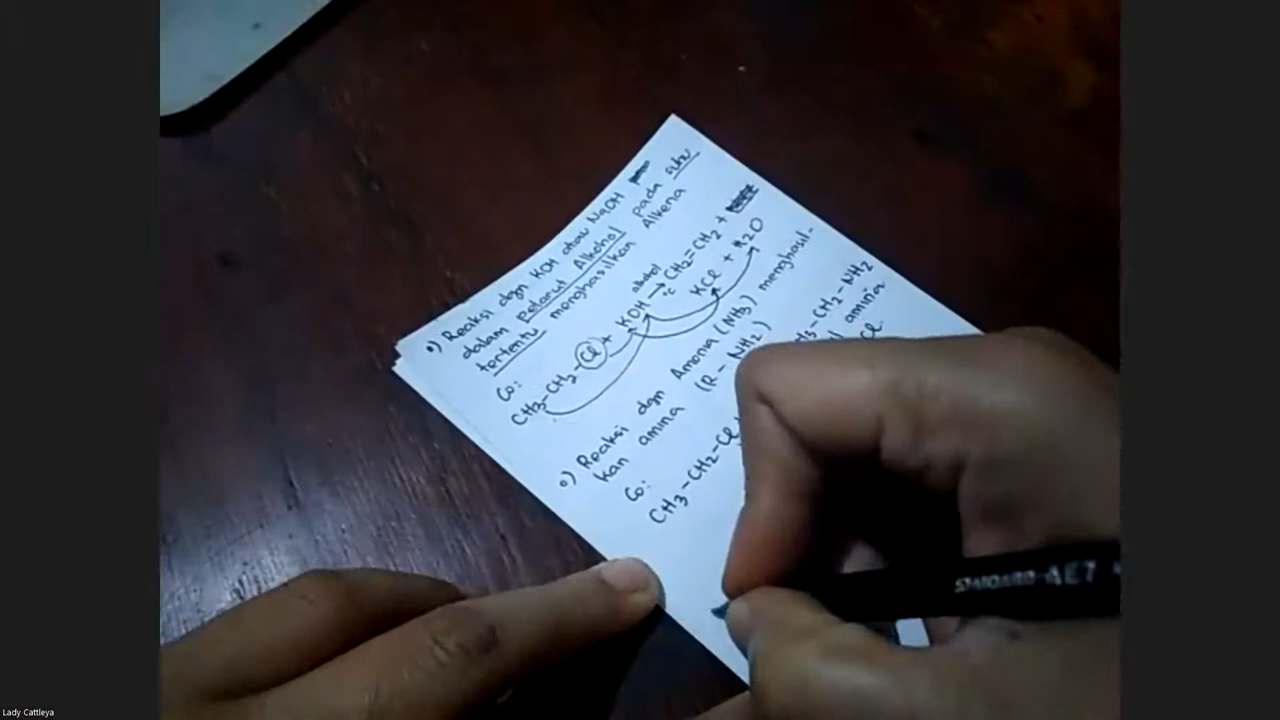 •) Reaksi dgn KOH atau NaOH
dalam pelarut Alkohol pada suhu
tertentu menghasilkan Alkena
Co:
CH3-CH2-Cl + KOH alkohol → °C CH2=CH2 +
KCl + H2O
•) Reaksi dgn Amonia (NH3) menghasil-
kan amina (R-NH2)
Co:
CH3-CH2-Cl
-CH2-NH2
amina
STANDARD AE7
Lady Cattleya